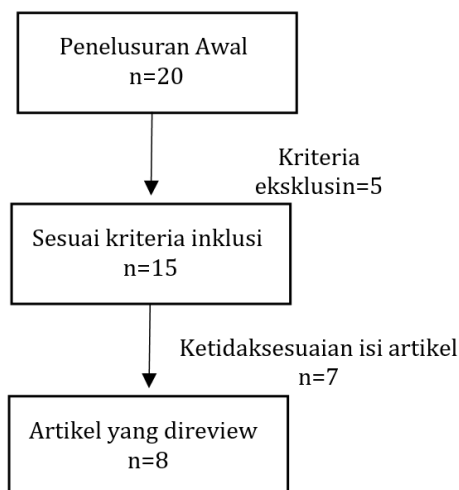 Penelusuran Awal
n=20
Kriteria
eksklusin=5
Sesuai kriteria inklusi
n=15
Ketidaksesuaian isi artikel
n=7
Artikel yang direview
n=8